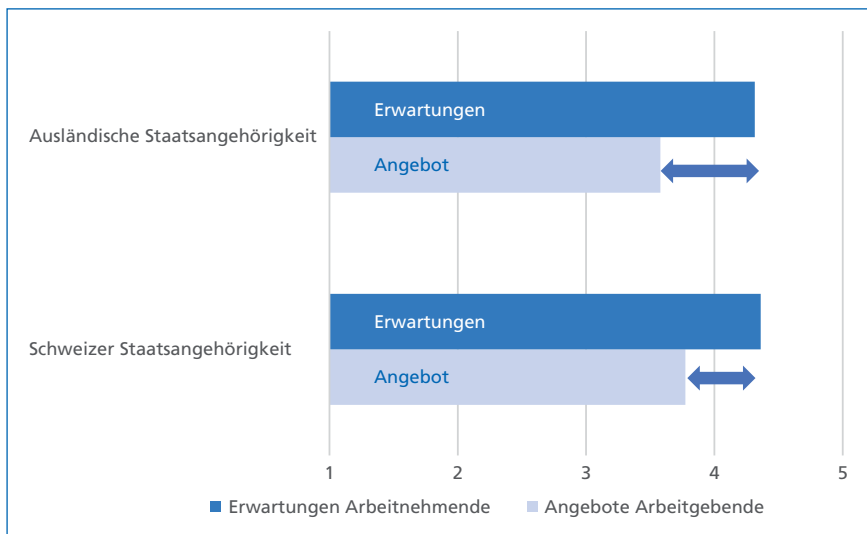 Erwartungen
Ausländische Staatsangehörigkeit
Angebot
Erwartungen
Schweizer Staatsangehörigkeit
Angebot
1 2 3 4 5
Erwartungen Arbeitnehmende Angebote Arbeitgebende